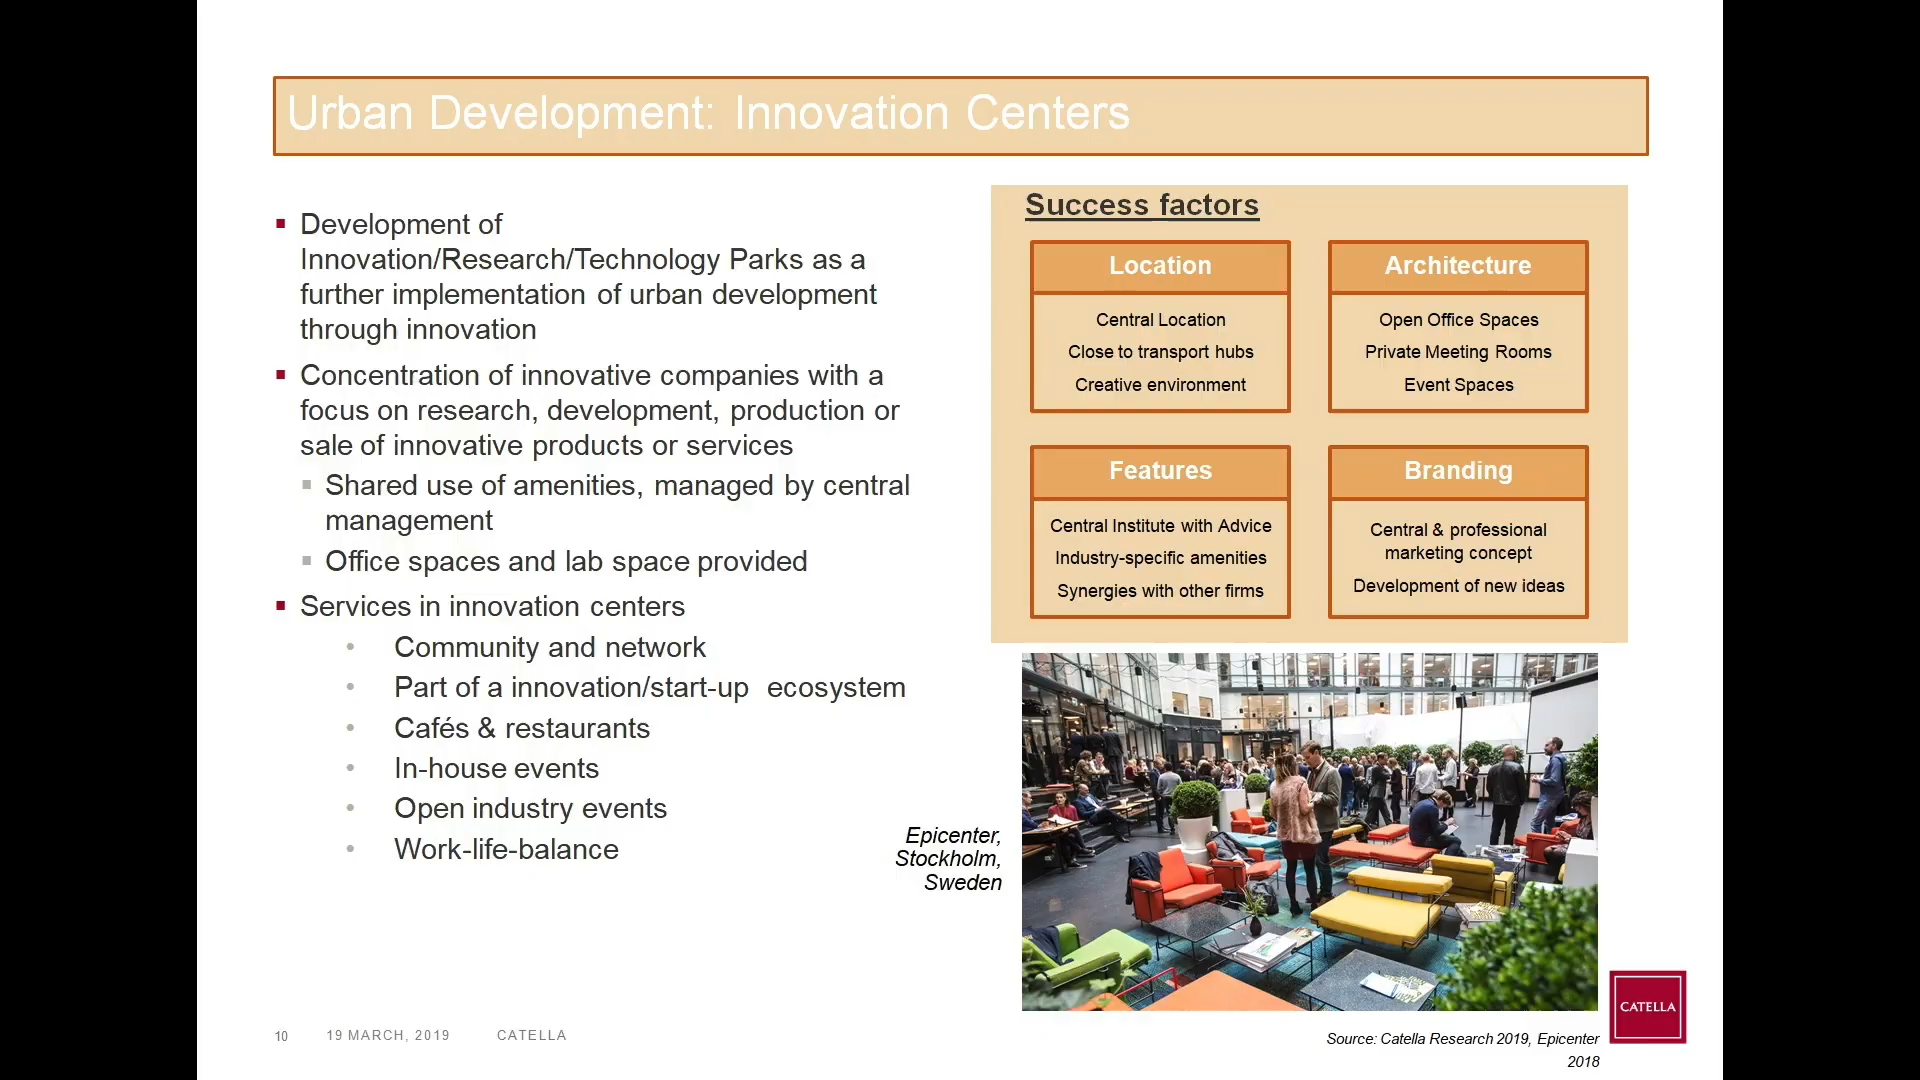 Urban Development: Innovation Centers
Development of
Innovation/Research/Technology Parks as a
further implementation of urban development
through innovation
Concentration of innovative companies with a
focus on research, development, production or
sale of innovative products or services
Shared use of amenities, managed by central
management
Office spaces and lab space provided
Services in innovation centers
Community and network
Part of a innovation/start-up ecosystem
Cafés & restaurants
In-house events
Open industry events
Work-life-balance
Success factors
Location
Central Location
Close to transport hubs
Creative environment
Architecture
Open Office Spaces
Private Meeting Rooms
Event Spaces
Features
Central Institute with Advice
Industry-specific amenities
Synergies with other firms
Branding
Central & professional
marketing concept
Development of new ideas
Epicenter,
Stockholm,
Sweden
10 19 MARCH, 2019 CATELLA
Source: Catella Research 2019, Epicenter
2018
CATELLA